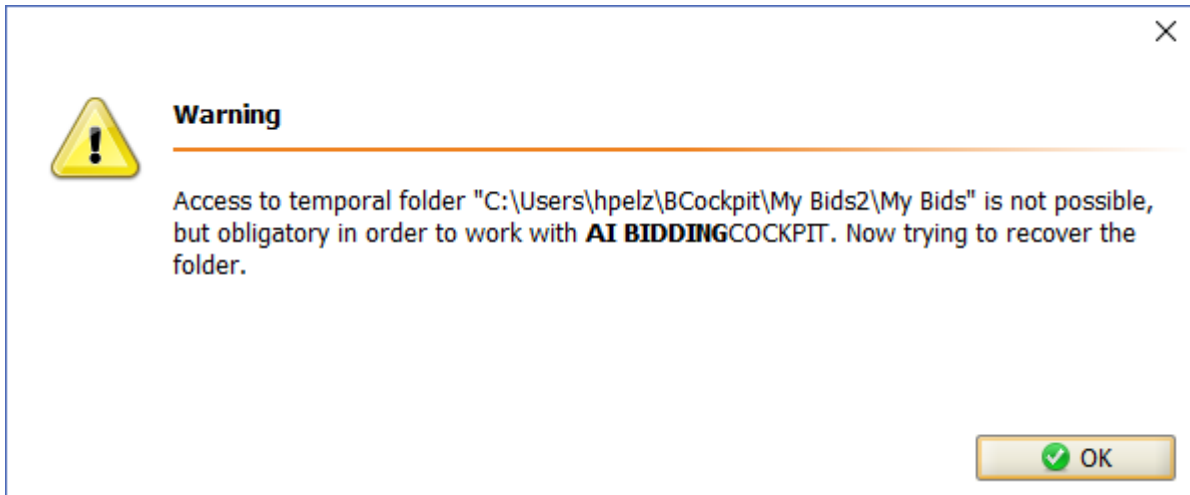 Warning
Access to temporal folder "C:\Users\hpelz\BCockpit\My Bids2\My Bids" is not possible,
but obligatory in order to work with AI BIDDINGCOCKPIT. Now trying to recover the
folder.
OK